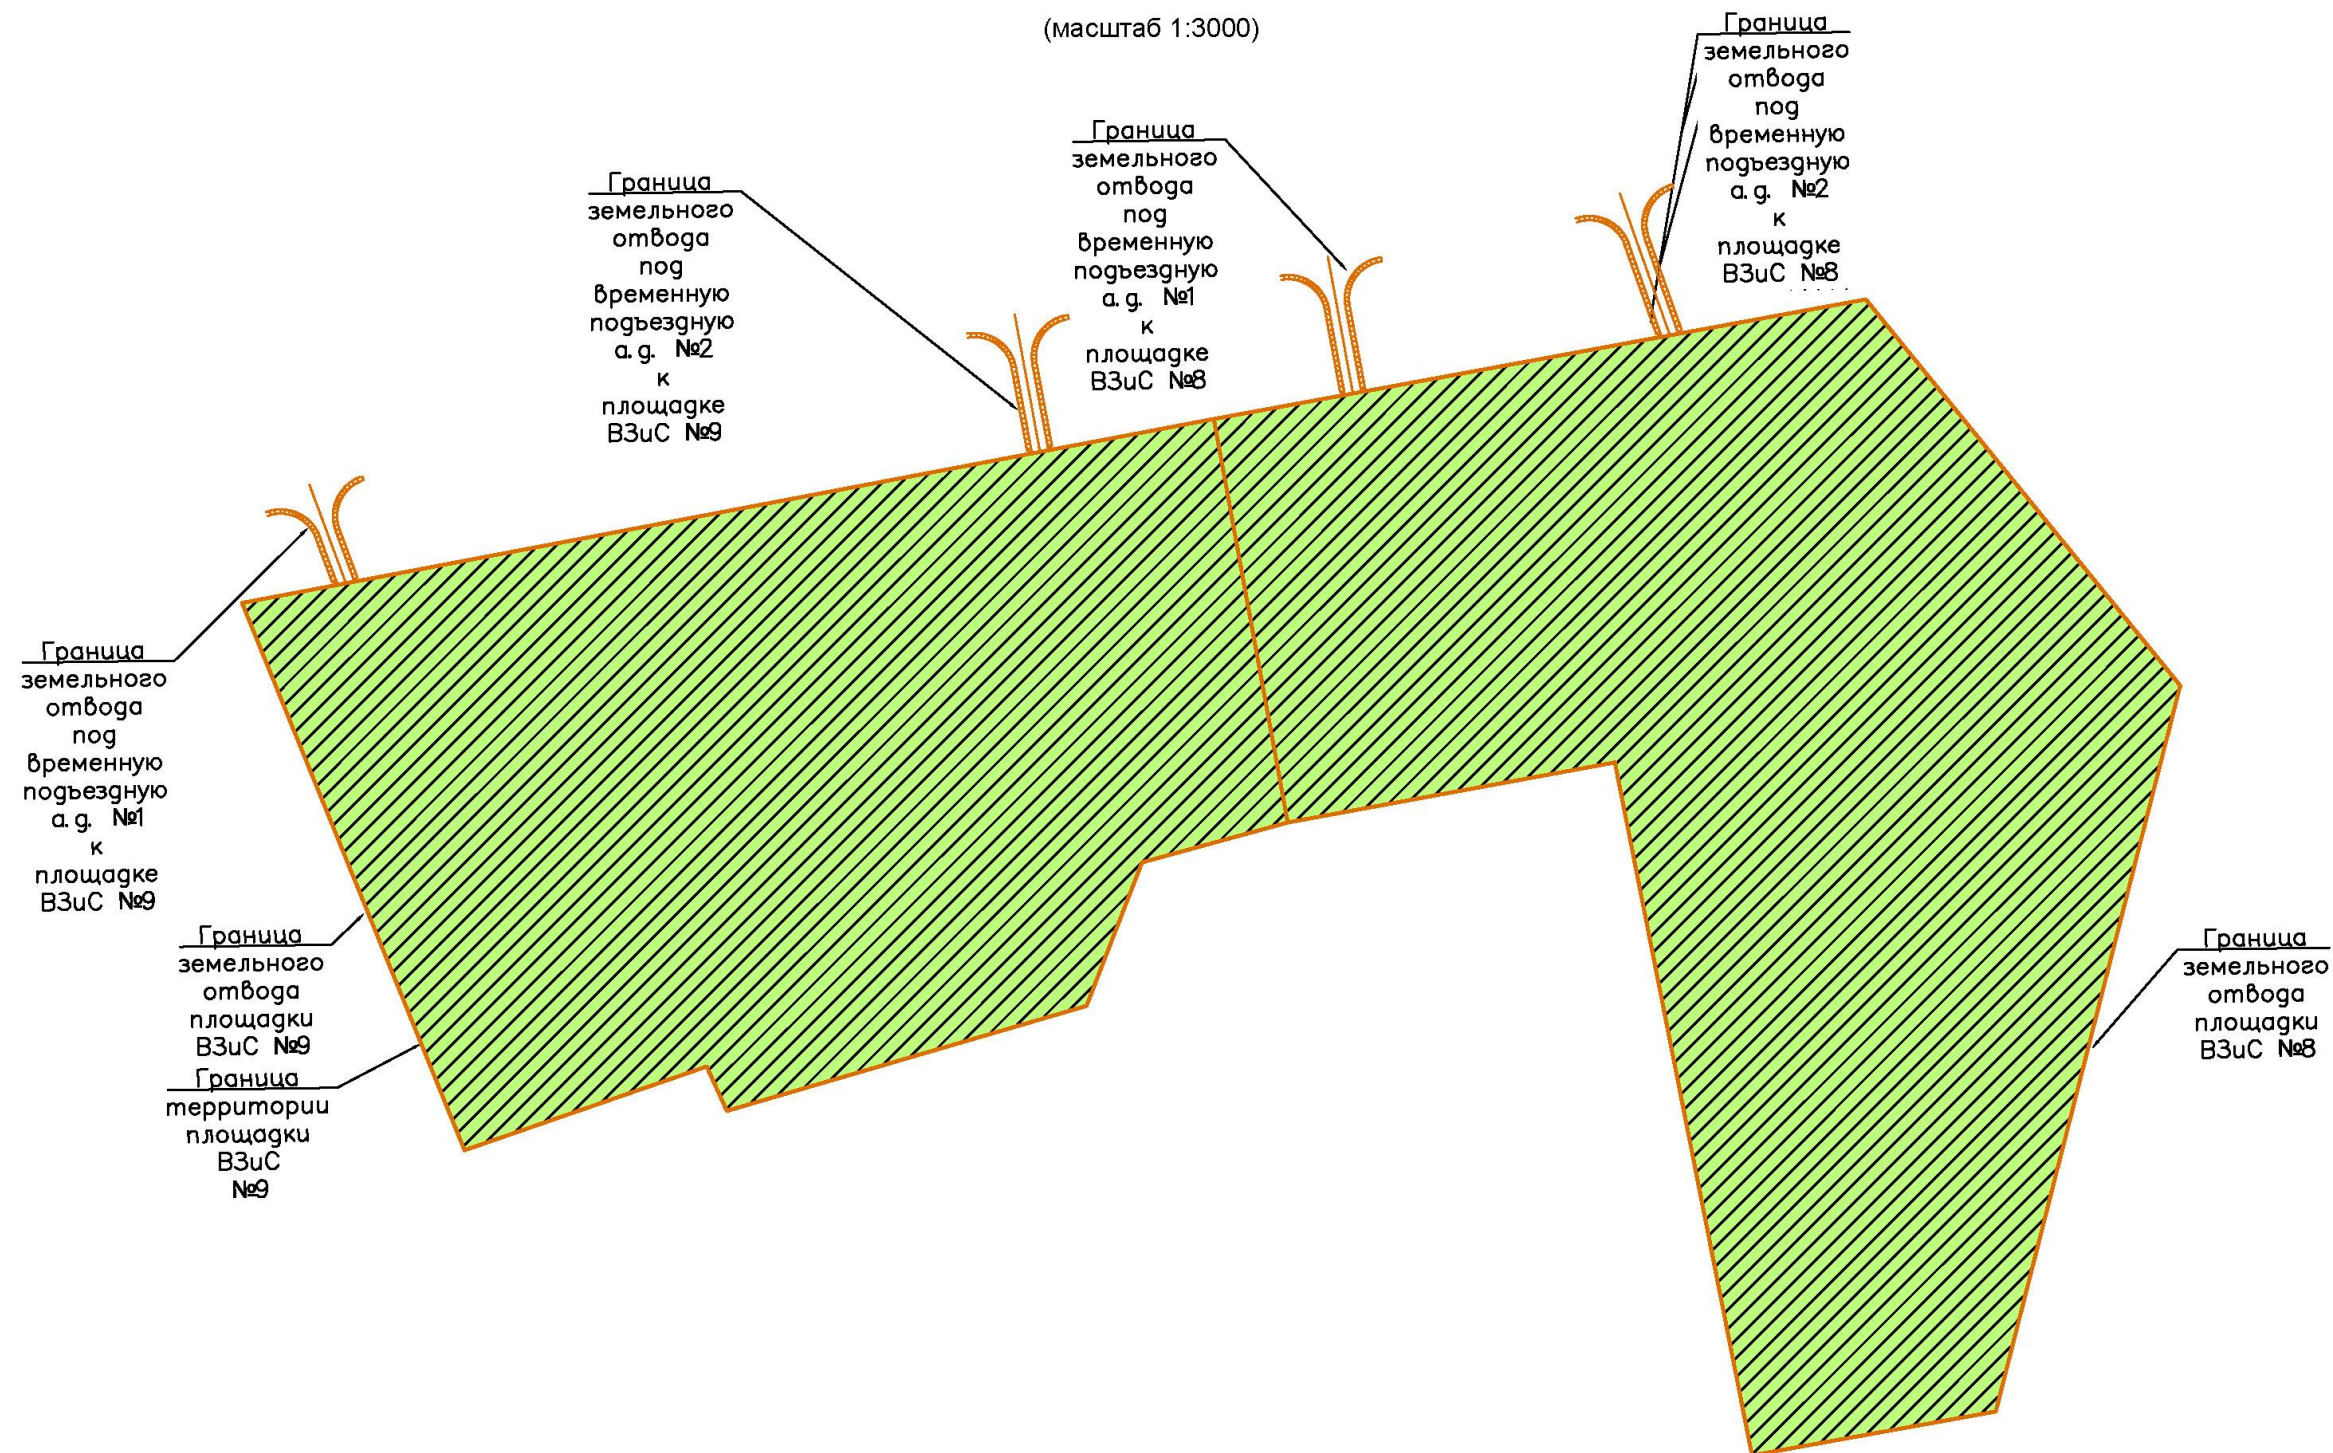 (масштаб 1:3000)
Граница
земельного
отвода
под
временную
подъездную
а.д. №2
к
площадке
ВЗиС №8
Граница
земельного
отвода
под
временную
подъездную
а.д. №1
к
площадке
ВЗиС №8
Граница
земельного
отвода
под
временную
подъездную
а.д. №2
к
площадке
ВЗиС №9
Граница
земельного
отвода
под
временную
подъездную
а.д. №1
к
площадке
ВЗиС №9
Граница
земельного
отвода
площадки
ВЗиС №9
Граница
территории
площадки
ВЗиС
№9
Граница
земельного
отвода
площадки
ВЗиС №8